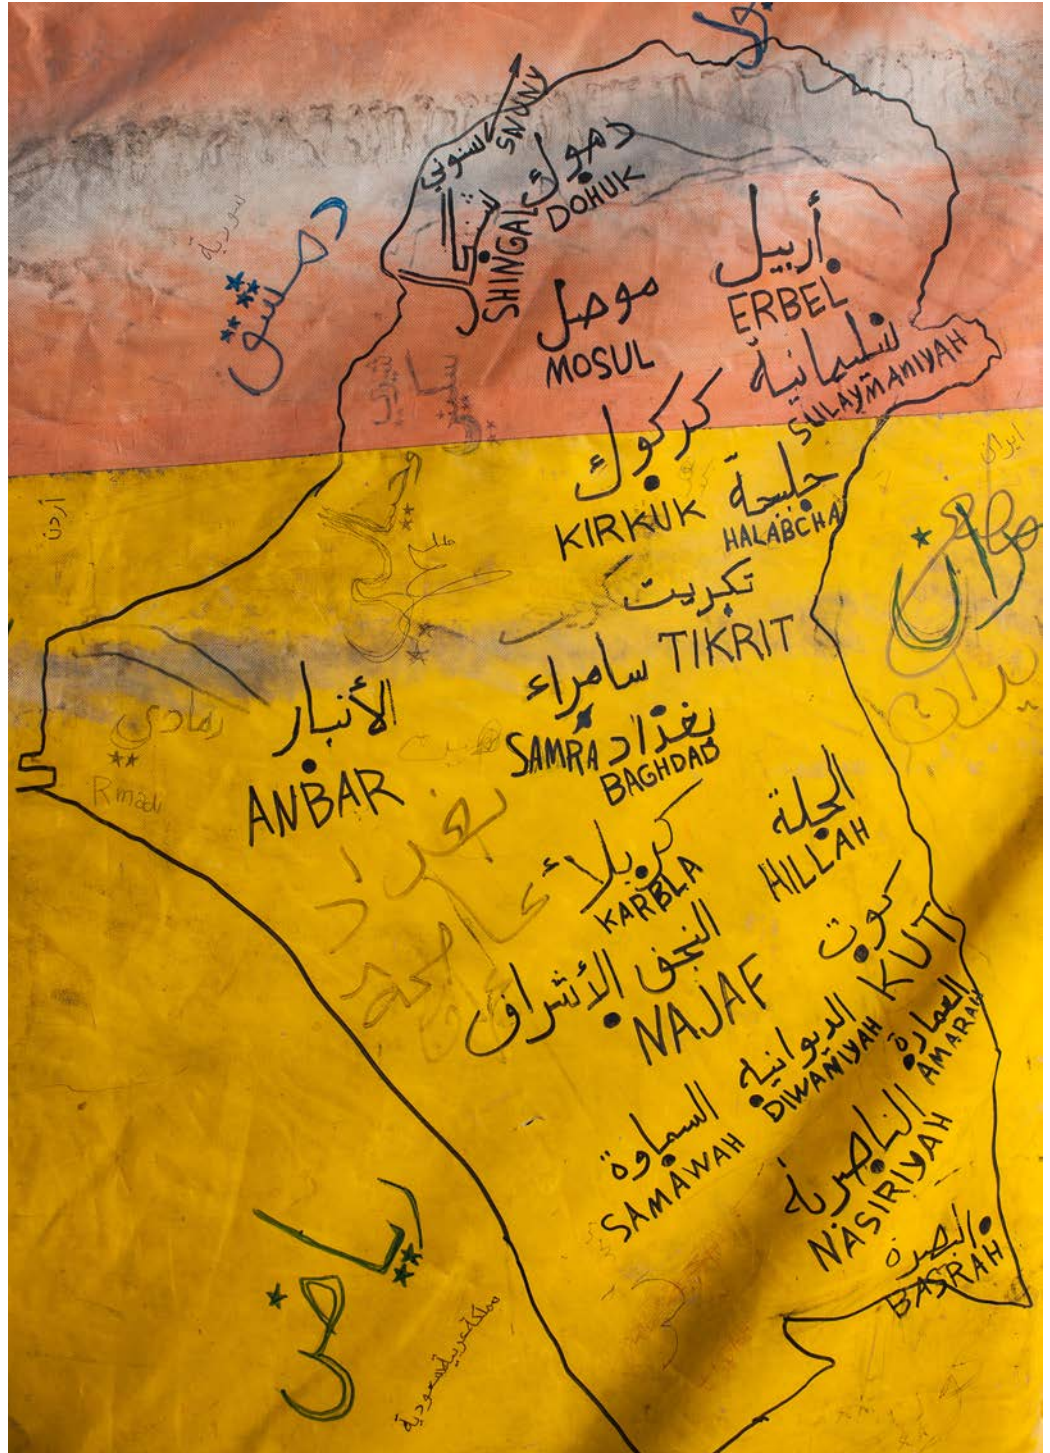 سنوني
SNUNY
دهوك
DOHUK
SHINGAL
سورية
دمشق
أربيل
ERBEL
موصل
MOSUL
سليمانية
SULAYMANIYAH
كركوك
KIRKUK
حلبجة
HALABCHA
ايران
أردن
تكريت
TIKRIT
سامراء
SAMRA
بغداد
BAGHDAD
الأنبار
ANBAR
رمادي
Rmadi
الحلة
HILLAH
كربلاء
KARBLA
بغداد
عاصمة
كوت
KUT
النجف الأشراف
NAJAF
العمارة
AMARAH
الديوانية
DIWANIYAH
السماوة
SAMAWAH
الناصرية
NASIRIYAH
البصرة
BASRAH
رياض
مملكة عربية سعودية